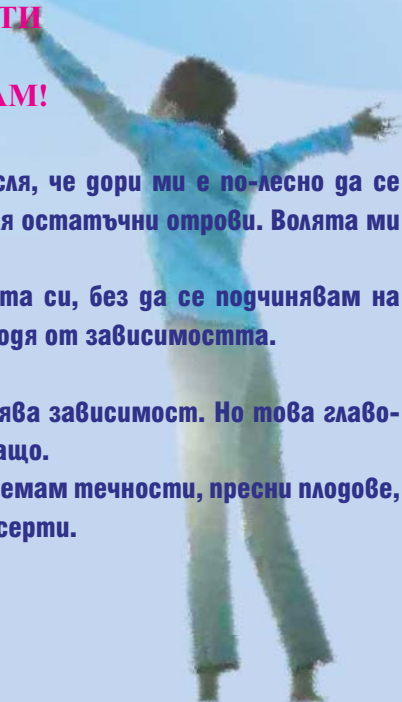 ТИ
АМ!
сля, че дори ми е по-лесно да се
я остатъчни отрови. Волята ми
та си, без да се подчинявам на
одя от зависимостта.
ява зависимост. Но това главо-
ащо.
емам течности, пресни плодове,
серти.